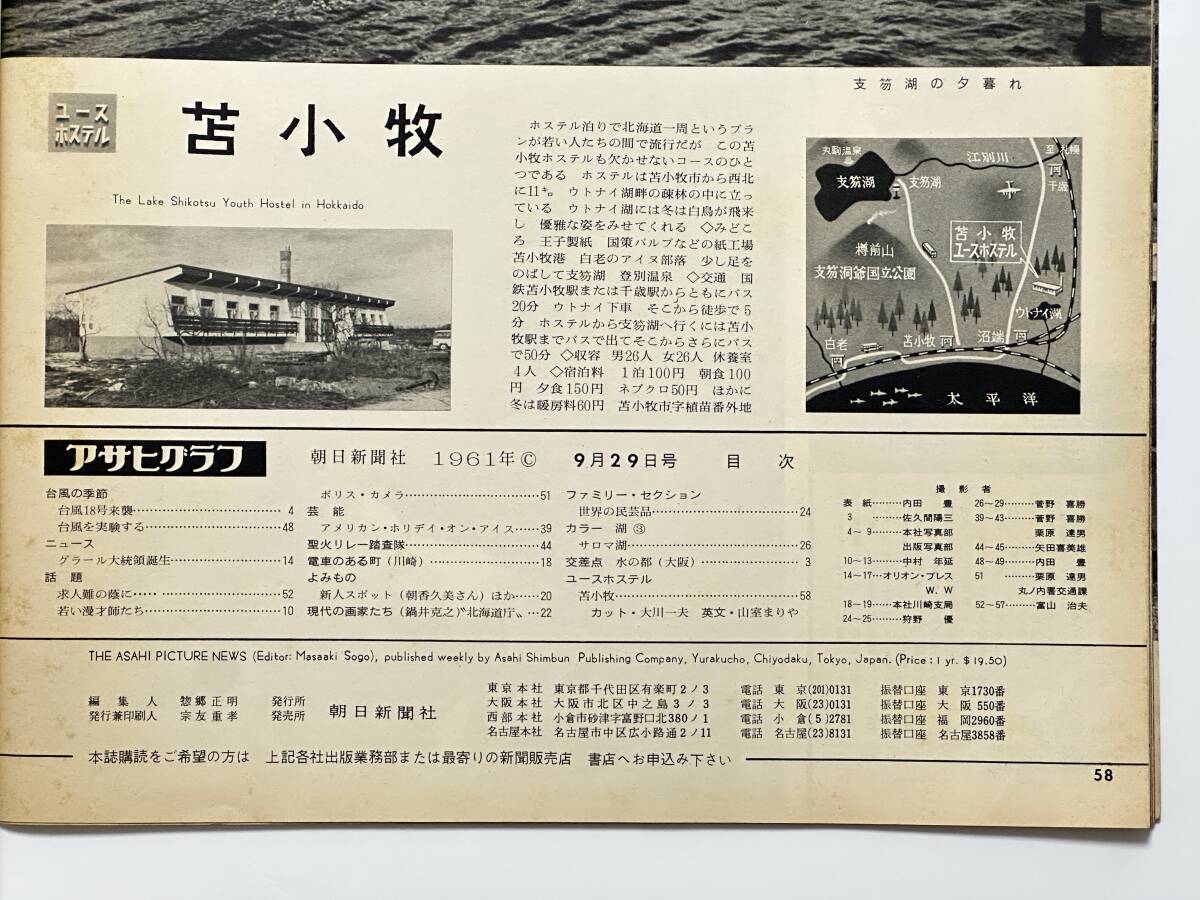 支笏湖の夕暮れ
ユース
ホステル
苫小牧
The Lake Shikotsu Youth Hostel in Hokkaido
ホステル泊りで北海道一周というプラ
ンが若い人たちの間で流行だが この苫
小牧ホステルも欠かせないコースのひと
つである ホステルは苫小牧市から西北
に11㌔ ウトナイ湖畔の疎林の中に立っ
ている ウトナイ湖には冬は白鳥が飛来
し 優雅な姿をみせてくれる ◇みどこ
ろ 王子製紙 国策パルプなどの紙工場
苫小牧港 白老のアイヌ部落 少し足を
のばして支笏湖 登別温泉 ◇交通 国
鉄苫小牧駅または千歳駅からともにバス
20分 ウトナイ下車 そこから徒歩で5
分 ホステルから支笏湖へ行くには苫小
牧駅までバスで出てそこからさらにバス
で50分 ◇収容 男26人 女26人 休養室
4人 ◇宿泊料 1泊100円 朝食100
円 夕食150円 ネブクロ50円 ほかに
冬は暖房料60円 苫小牧市字植苗番外地
丸駒温泉
江別川
至札幌
支笏湖
支笏湖
千歳
苫小牧
ユースホステル
樽前山
支笏洞爺国立公園
ウトナイ湖
白老
苫小牧
沼端
太平洋
アサヒグラフ
朝日新聞社 1961年© 9月29日号 目次
台風の季節
台風18号来襲……………………4
台風を実験する……………………48
ニュース
グラール大統領誕生……………………14
話題
求人難の蔭に……………………52
若い漫才師たち……………………10
ポリス・カメラ……………………51
芸能
アメリカン・ホリデイ・オン・アイス……39
聖火リレー踏査隊……………………44
電車のある町(川崎)……………………18
よみもの
新人スポット(朝香久美さん)ほか……20
現代の画家たち(鍋井克之)〝北海道庁〟…22
ファミリー・セクション
世界の民芸品……………………24
カラー 湖③
サロマ湖……………………26
交差点 水の都(大阪)……………………3
ユースホステル
苫小牧……………………58
カット・大川一夫 英文・山室まりや
撮影者
表紙………内田 豊
3 ………佐久間陽三
4〜9………本社写真部
出版写真部
10〜13………中村 年延
14〜17…オリオン・プレス
W.W
18〜19……本社川崎支局
24〜25………狩野 優
26〜29………菅野 喜勝
39〜43………菅野 喜勝
栗原 達男
44〜45……矢田喜美雄
48〜49………内田 豊
51 ………栗原 達男
丸ノ内署交通課
52〜57………富山 治夫
THE ASAHI PICTURE NEWS (Editor: Masaaki Sogo), published weekly by Asahi Shimbun Publishing Company, Yurakucho, Chiyodaku, Tokyo, Japan. (Price: 1 yr. $19.50)
編集人 惣郷正明
発行兼印刷人 宗友重孝
発行所
発売所
朝日新聞社
東京本社 東京都千代田区有楽町2ノ3 電話 東京(201)0131 振替口座 東京1730番
大阪本社 大阪市北区中之島3ノ3 電話 大阪(23)0131 振替口座 大阪550番
西部本社 小倉市砂津字富野口北380ノ1 電話 小倉(5)2781 振替口座 福岡2960番
名古屋本社 名古屋市中区広小路通2ノ11 電話 名古屋(23)8131 振替口座 名古屋3858番
本誌購読をご希望の方は 上記各社出版業務部または最寄りの新聞販売店 書店へお申込み下さい
58